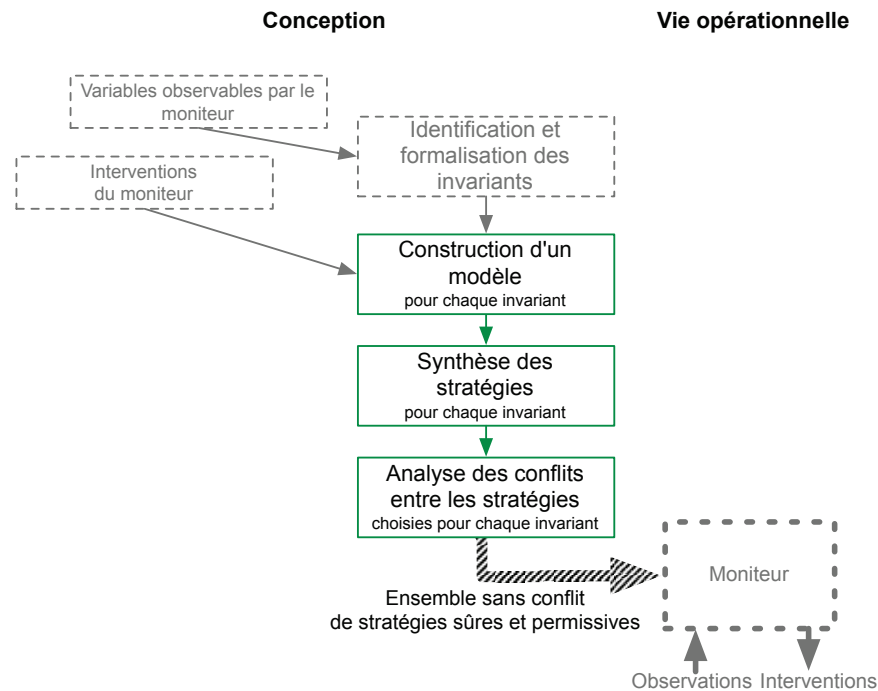 Conception
Vie opérationnelle
Variables observables par le
moniteur
Identification et
formalisation des
invariants
Interventions
du moniteur
Construction d'un
modèle
pour chaque invariant
Synthèse des
stratégies
pour chaque invariant
Analyse des conflits
entre les stratégies
choisies pour chaque invariant
Moniteur
Ensemble sans conflit
de stratégies sûres et permissives
Observations
Interventions